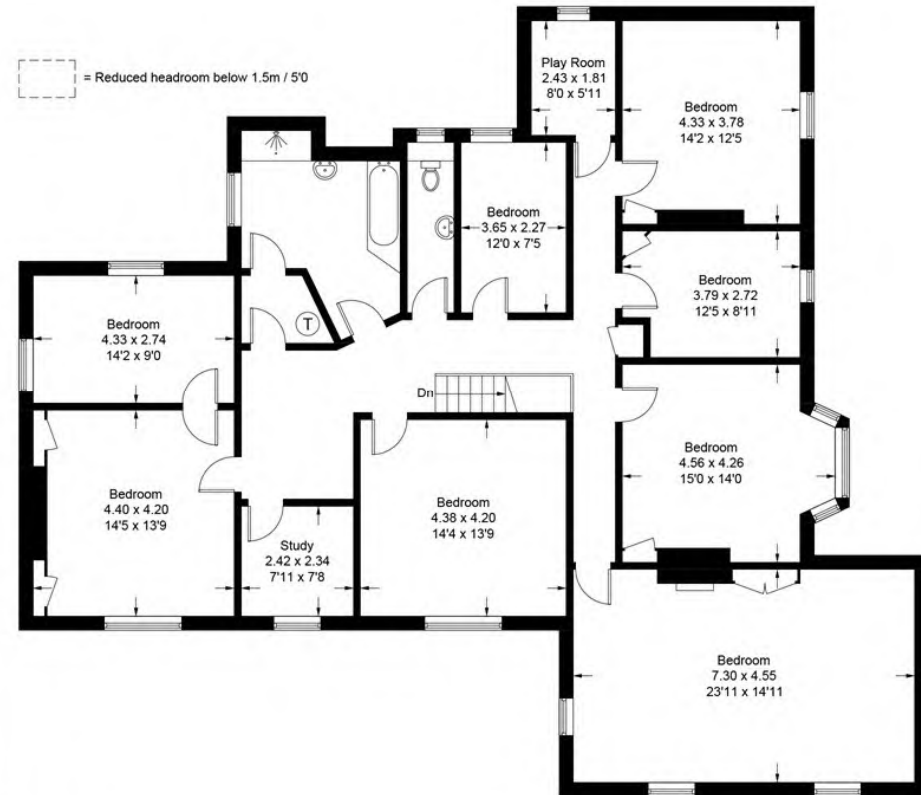 = Reduced headroom below 1.5m / 5'0
Play Room
2.43 x 1.81
8'0 x 5'11
Bedroom
4.33 x 3.78
14'2 x 12'5
Bedroom
3.65 x 2.27
12'0 x 7'5
Bedroom
3.79 x 2.72
12'5 x 8'11
Bedroom
4.33 x 2.74
14'2 x 9'0
T
Dn
Bedroom
4.56 x 4.26
15'0 x 14'0
Bedroom
4.40 x 4.20
14'5 x 13'9
Bedroom
4.38 x 4.20
14'4 x 13'9
Study
2.42 x 2.34
7'11 x 7'8
Bedroom
7.30 x 4.55
23'11 x 14'11